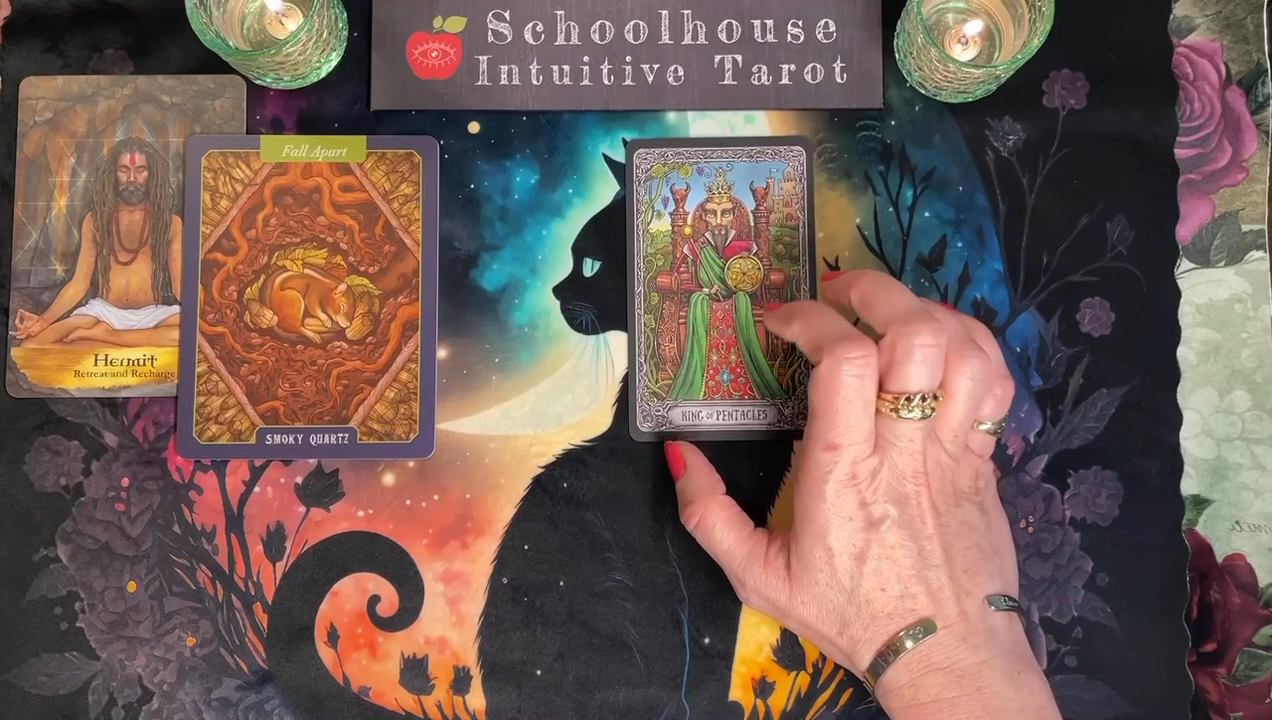 Schoolhouse
Intuitive Tarot
Fall Apart
Hermit
Retreat and Recharge
SMOKY QUARTZ
KING OF PENTACLES